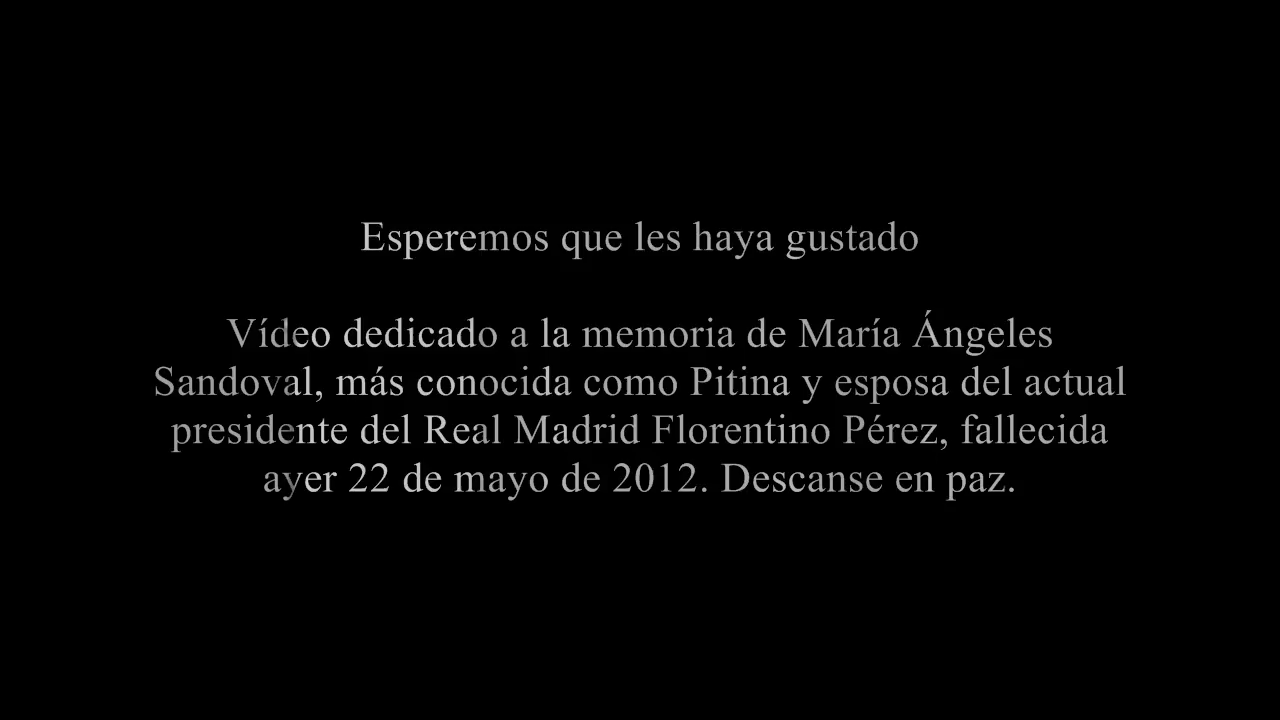 Esperemos que les haya gustado
Vídeo dedicado a la memoria de María Ángeles
Sandoval, más conocida como Pitina y esposa del actual
presidente del Real Madrid Florentino Pérez, fallecida
ayer 22 de mayo de 2012. Descanse en paz.